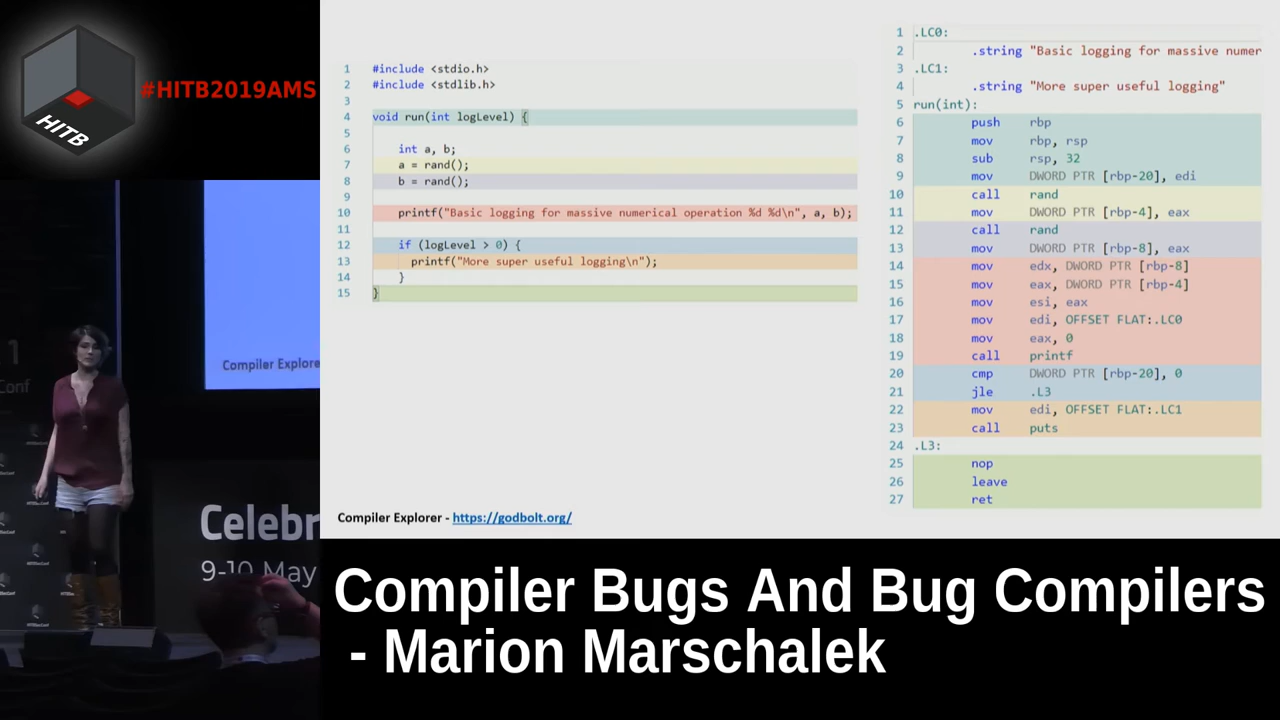 HITB
#HITB2019AMS
1 #include <stdio.h>
2 #include <stdlib.h>
3
4 void run(int logLevel) {
5
6 int a, b;
7 a = rand();
8 b = rand();
9
10 printf("Basic logging for massive numerical operation %d %d\n", a, b);
11
12 if (logLevel > 0) {
13 printf("More super useful logging\n");
14 }
15 }
1 .LC0:
2 .string "Basic logging for massive numer
3 .LC1:
4 .string "More super useful logging"
5 run(int):
6 push rbp
7 mov rbp, rsp
8 sub rsp, 32
9 mov DWORD PTR [rbp-20], edi
10 call rand
11 mov DWORD PTR [rbp-4], eax
12 call rand
13 mov DWORD PTR [rbp-8], eax
14 mov edx, DWORD PTR [rbp-8]
15 mov eax, DWORD PTR [rbp-4]
16 mov esi, eax
17 mov edi, OFFSET FLAT:.LC0
18 mov eax, 0
19 call printf
20 cmp DWORD PTR [rbp-20], 0
21 jle .L3
22 mov edi, OFFSET FLAT:.LC1
23 call puts
24 .L3:
25 nop
26 leave
27 ret
Compiler Explorer - https://godbolt.org/
Compiler Explore
1
Conf
Celebr
9-10 May
Compiler Bugs And Bug Compilers
- Marion Marschalek